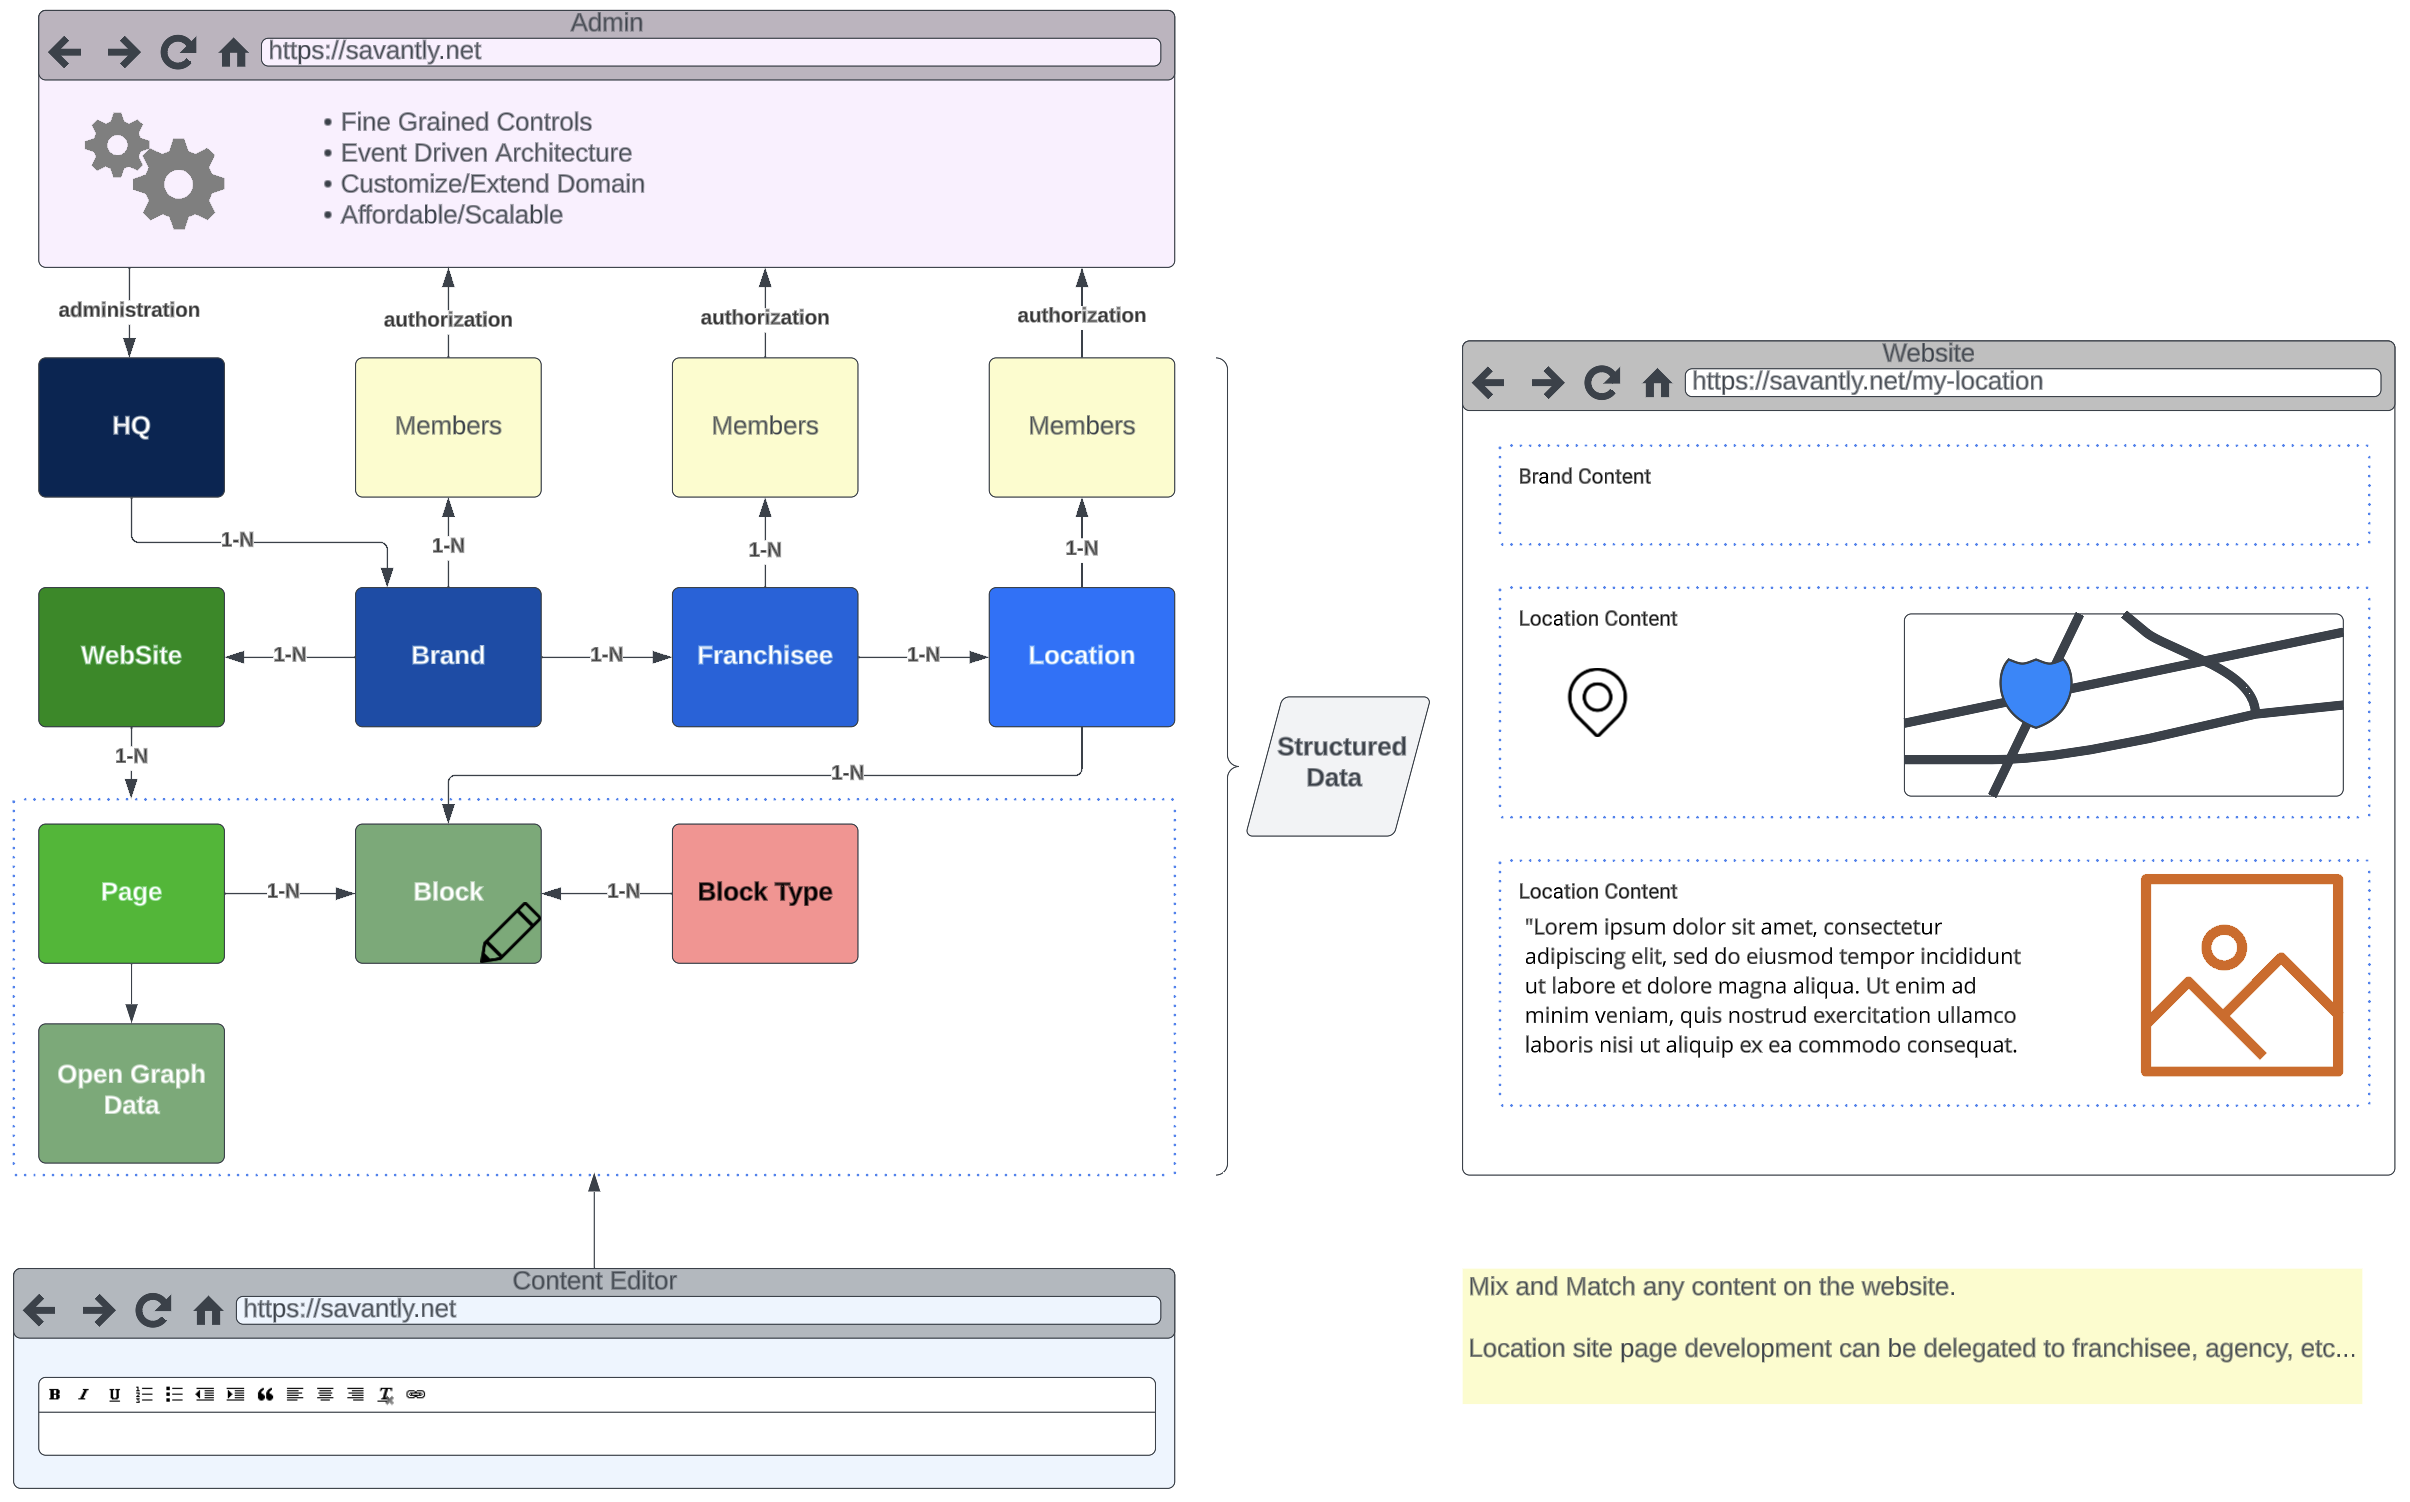 Admin
https://savantly.net
• Fine Grained Controls
• Event Driven Architecture
• Customize/Extend Domain
• Affordable/Scalable
administration
authorization
authorization
authorization
HQ
Members
Members
Members
1-N
1-N
1-N
1-N
WebSite
1-N
Brand
1-N
Franchisee
1-N
Location
1-N
1-N
Page
1-N
Block
1-N
Block Type
Open Graph
Data
Structured
Data
Content Editor
https://savantly.net
B I U
Website
https://savantly.net/my-location
Brand Content
Location Content
Location Content
"Lorem ipsum dolor sit amet, consectetur
adipiscing elit, sed do eiusmod tempor incididunt
ut labore et dolore magna aliqua. Ut enim ad
minim veniam, quis nostrud exercitation ullamco
laboris nisi ut aliquip ex ea commodo consequat.
Mix and Match any content on the website.
Location site page development can be delegated to franchisee, agency, etc...